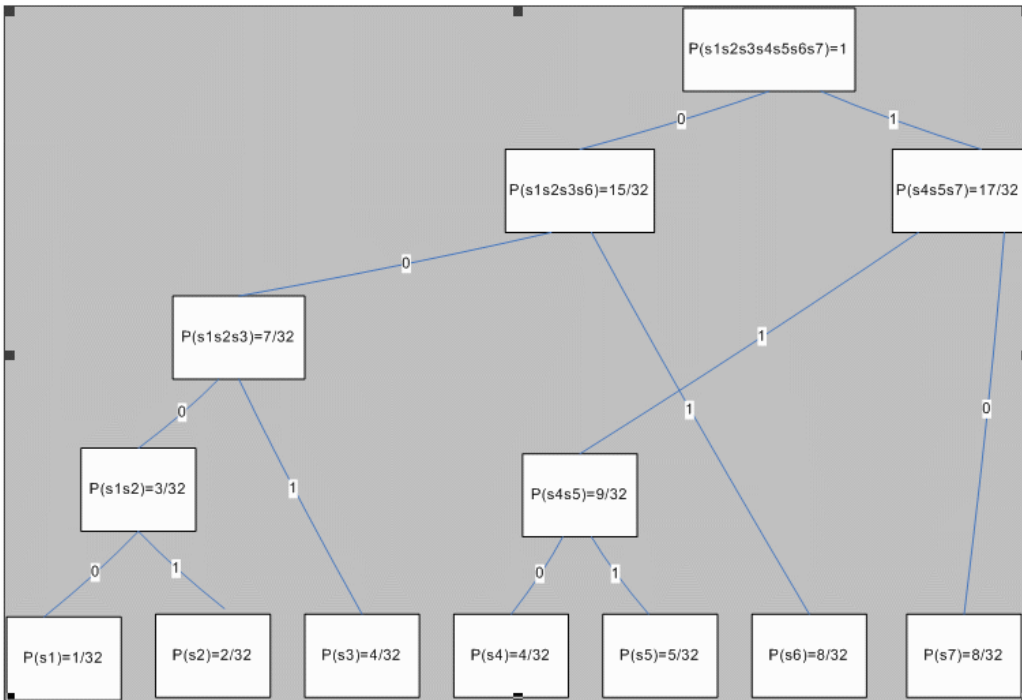 P(s1s2s3s4s5s6s7)=1
0
1
P(s1s2s3s6)=15/32
P(s4s5s7)=17/32
0
P(s1s2s3)=7/32
1
0
1
0
P(s1s2)=3/32
1
P(s4s5)=9/32
0
1
0
1
P(s1)=1/32
P(s2)=2/32
P(s3)=4/32
P(s4)=4/32
P(s5)=5/32
P(s6)=8/32
P(s7)=8/32